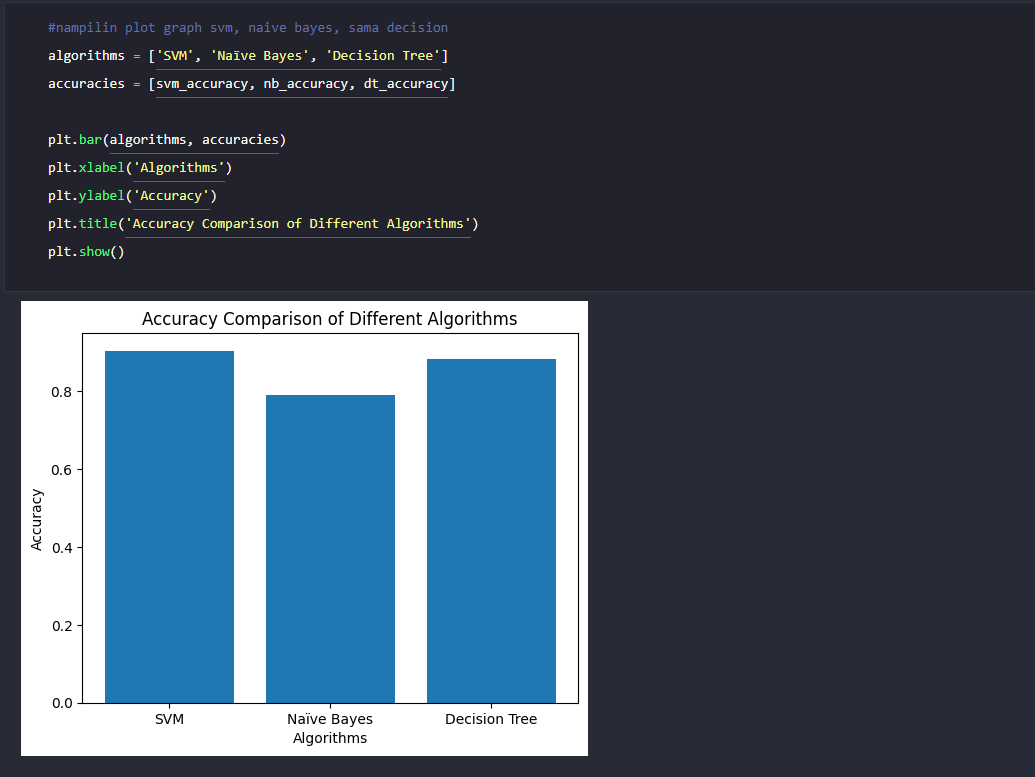 #nampilin plot graph svm, naive bayes, sama decision
algorithms = ['SVM', 'Naïve Bayes', 'Decision Tree']
accuracies = [svm_accuracy, nb_accuracy, dt_accuracy]
plt.bar(algorithms, accuracies)
plt.xlabel('Algorithms')
plt.ylabel('Accuracy')
plt.title('Accuracy Comparison of Different Algorithms')
plt.show()
Accuracy Comparison of Different Algorithms
Accuracy
0.8
0.6
0.4
0.2
0.0
SVM Naïve Bayes Decision Tree
Algorithms